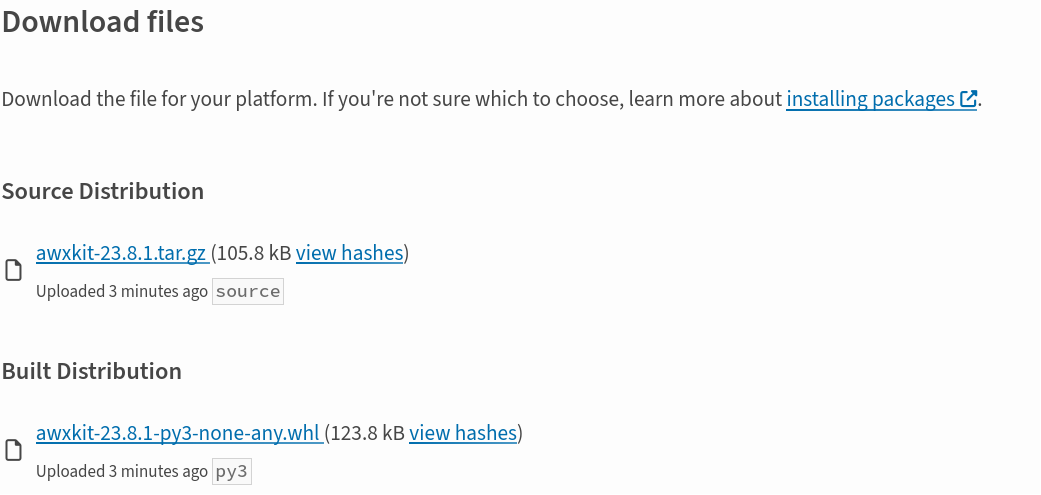 Download files
Download the file for your platform. If you're not sure which to choose, learn more about installing packages.
Source Distribution
awxkit-23.8.1.tar.gz (105.8 kB view hashes)
Uploaded 3 minutes ago source
Built Distribution
awxkit-23.8.1-py3-none-any.whl (123.8 kB view hashes)
Uploaded 3 minutes ago py3